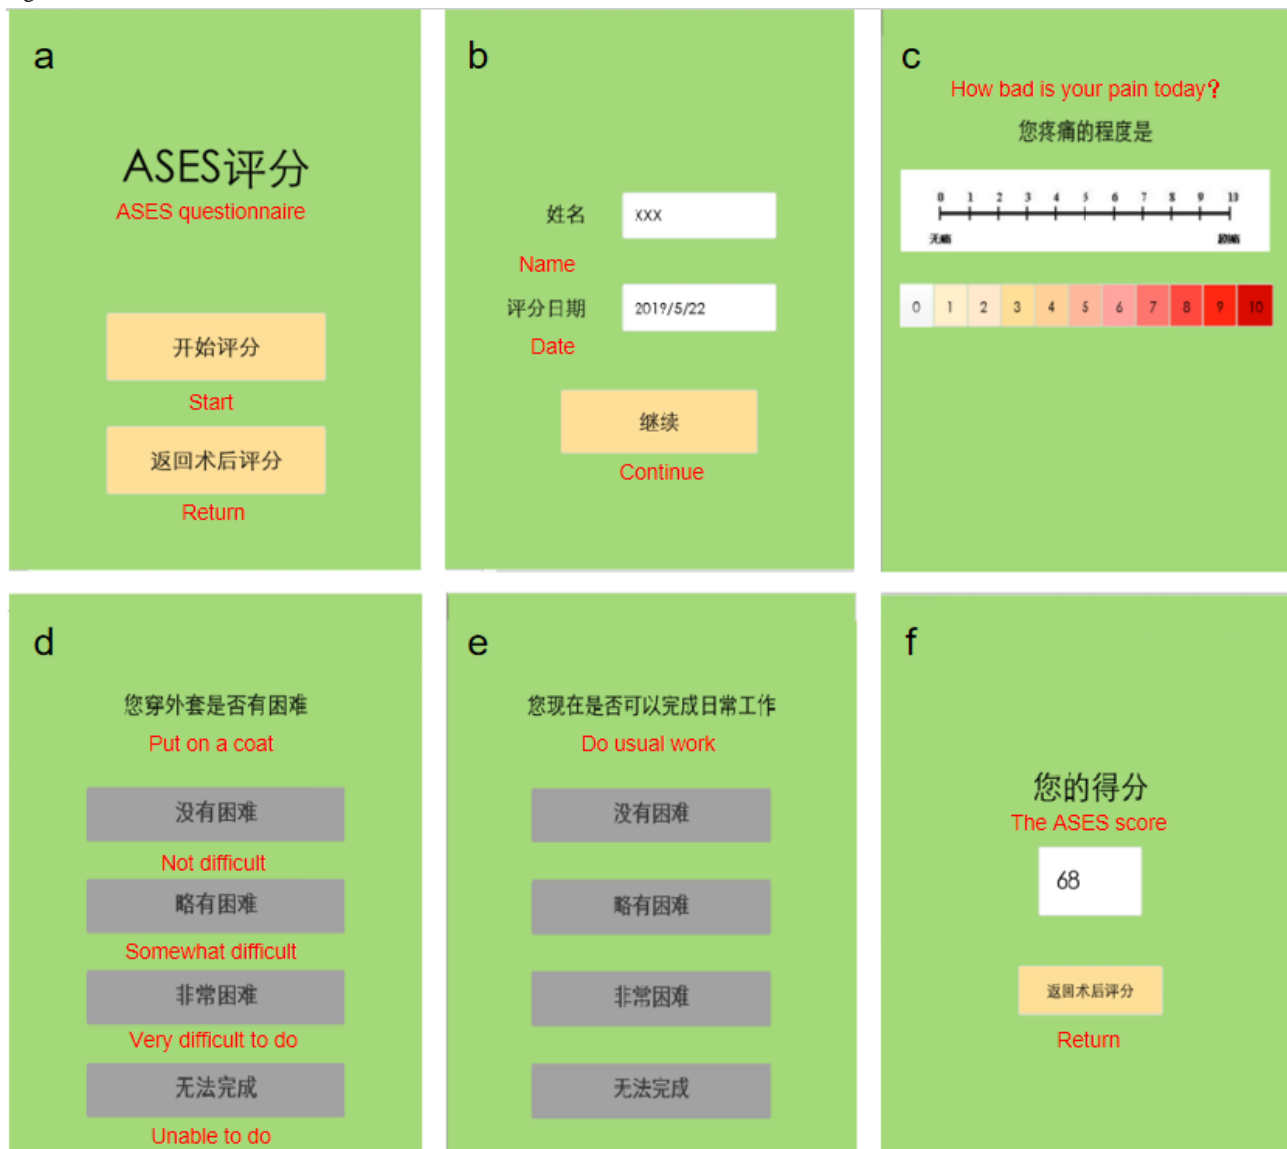 a
ASES评分
ASES questionnaire
开始评分
Start
返回术后评分
Return
b
姓名 XXX
Name
评分日期 2019/5/22
Date
继续
Continue
c
How bad is your pain today?
您疼痛的程度是
0 1 2 3 4 5 6 7 8 9 10
无痛 剧痛
0 1 2 3 4 5 6 7 8 9 10
d
您穿外套是否有困难
Put on a coat
没有困难
Not difficult
略有困难
Somewhat difficult
非常困难
Very difficult to do
无法完成
Unable to do
e
您现在是否可以完成日常工作
Do usual work
没有困难
略有困难
非常困难
无法完成
f
您的得分
The ASES score
68
返回术后评分
Return